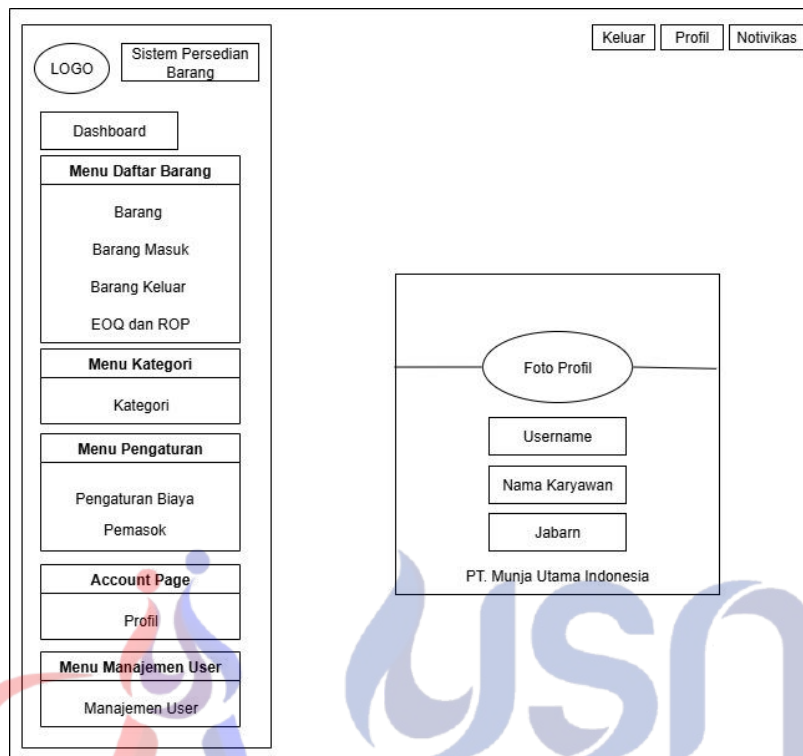 LOGO
Sistem Persedian
Barang
Keluar
Profil
Notivikas
Dashboard
Menu Daftar Barang
Barang
Barang Masuk
Barang Keluar
EOQ dan ROP
Menu Kategori
Kategori
Menu Pengaturan
Pengaturan Biaya
Pemasok
Account Page
Profil
Menu Manajemen User
Manajemen User
Foto Profil
Username
Nama Karyawan
Jabarn
PT. Munja Utama Indonesia
usn